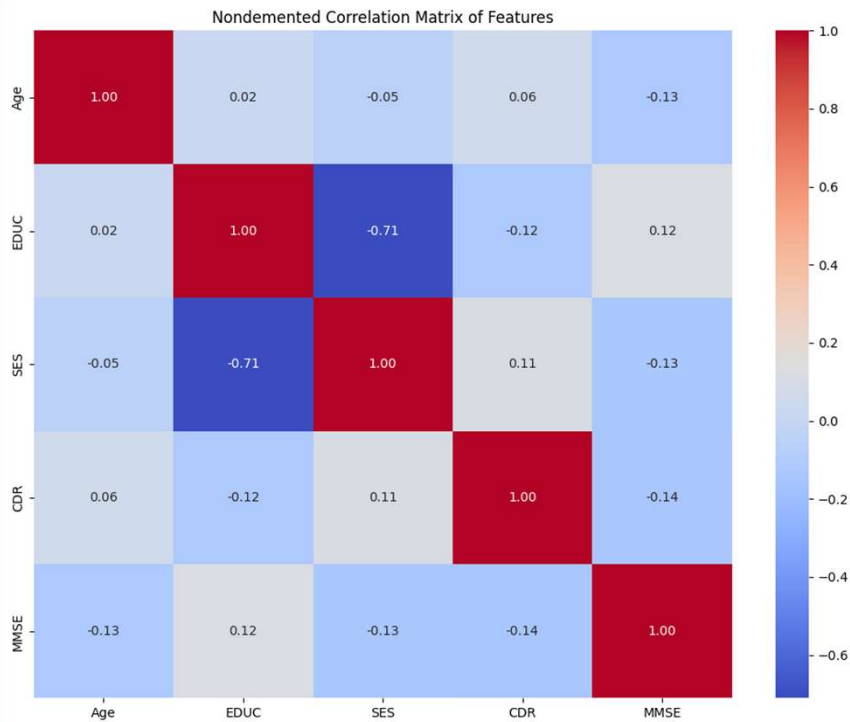 Nondemented Correlation Matrix of Features
Age 1.00 0.02 -0.05 0.06 -0.13
EDUC 0.02 1.00 -0.71 -0.12 0.12
SES -0.05 -0.71 1.00 0.11 -0.13
CDR 0.06 -0.12 0.11 1.00 -0.14
MMSE -0.13 0.12 -0.13 -0.14 1.00
Age EDUC SES CDR MMSE
1.0
0.8
0.6
0.4
0.2
0.0
−0.2
−0.4
−0.6